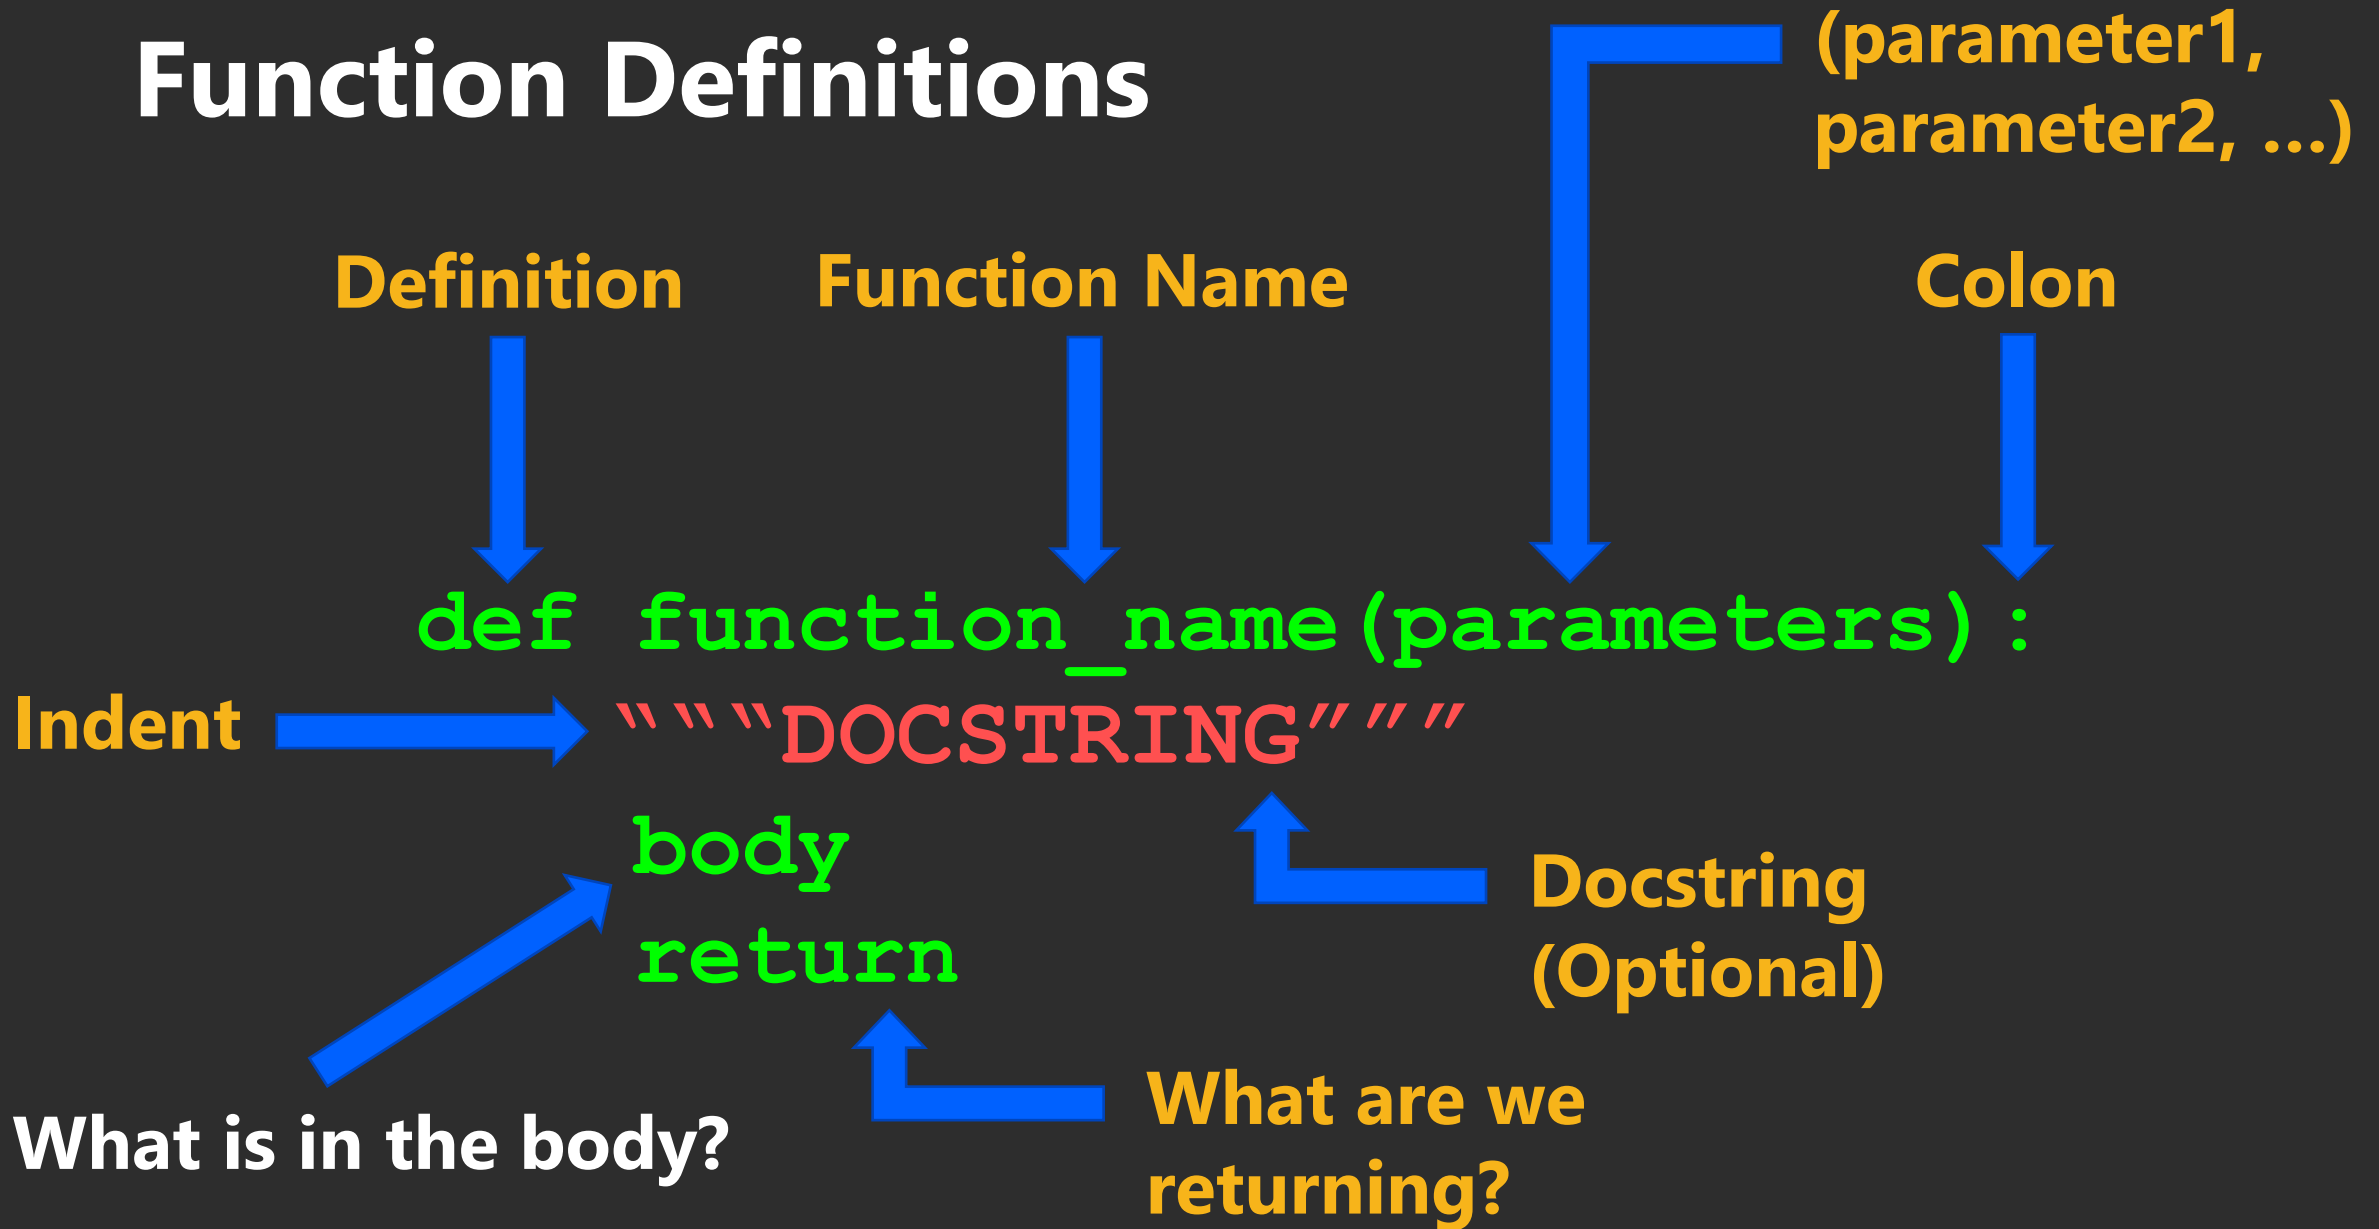 Function Definitions
(parameter1,
parameter2, ...)
Definition
Function Name
Colon
def function_name(parameters):
Indent
“““DOCSTRING”””
body
return
Docstring
(Optional)
What is in the body?
What are we
returning?